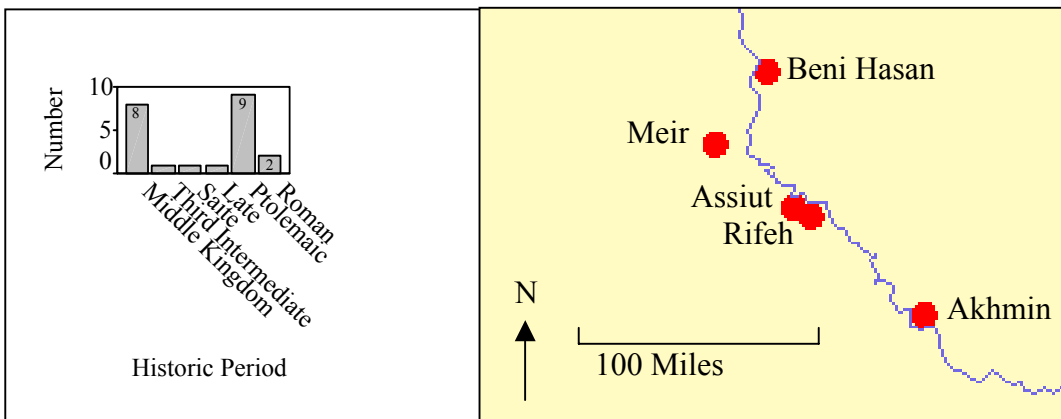 Number
10
5
0
8
9
2
Middle Kingdom
Third Intermediate
Saite
Late
Ptolemaic
Roman
Historic Period
Beni Hasan
Meir
Assiut
Rifeh
Akhmin
N
100 Miles